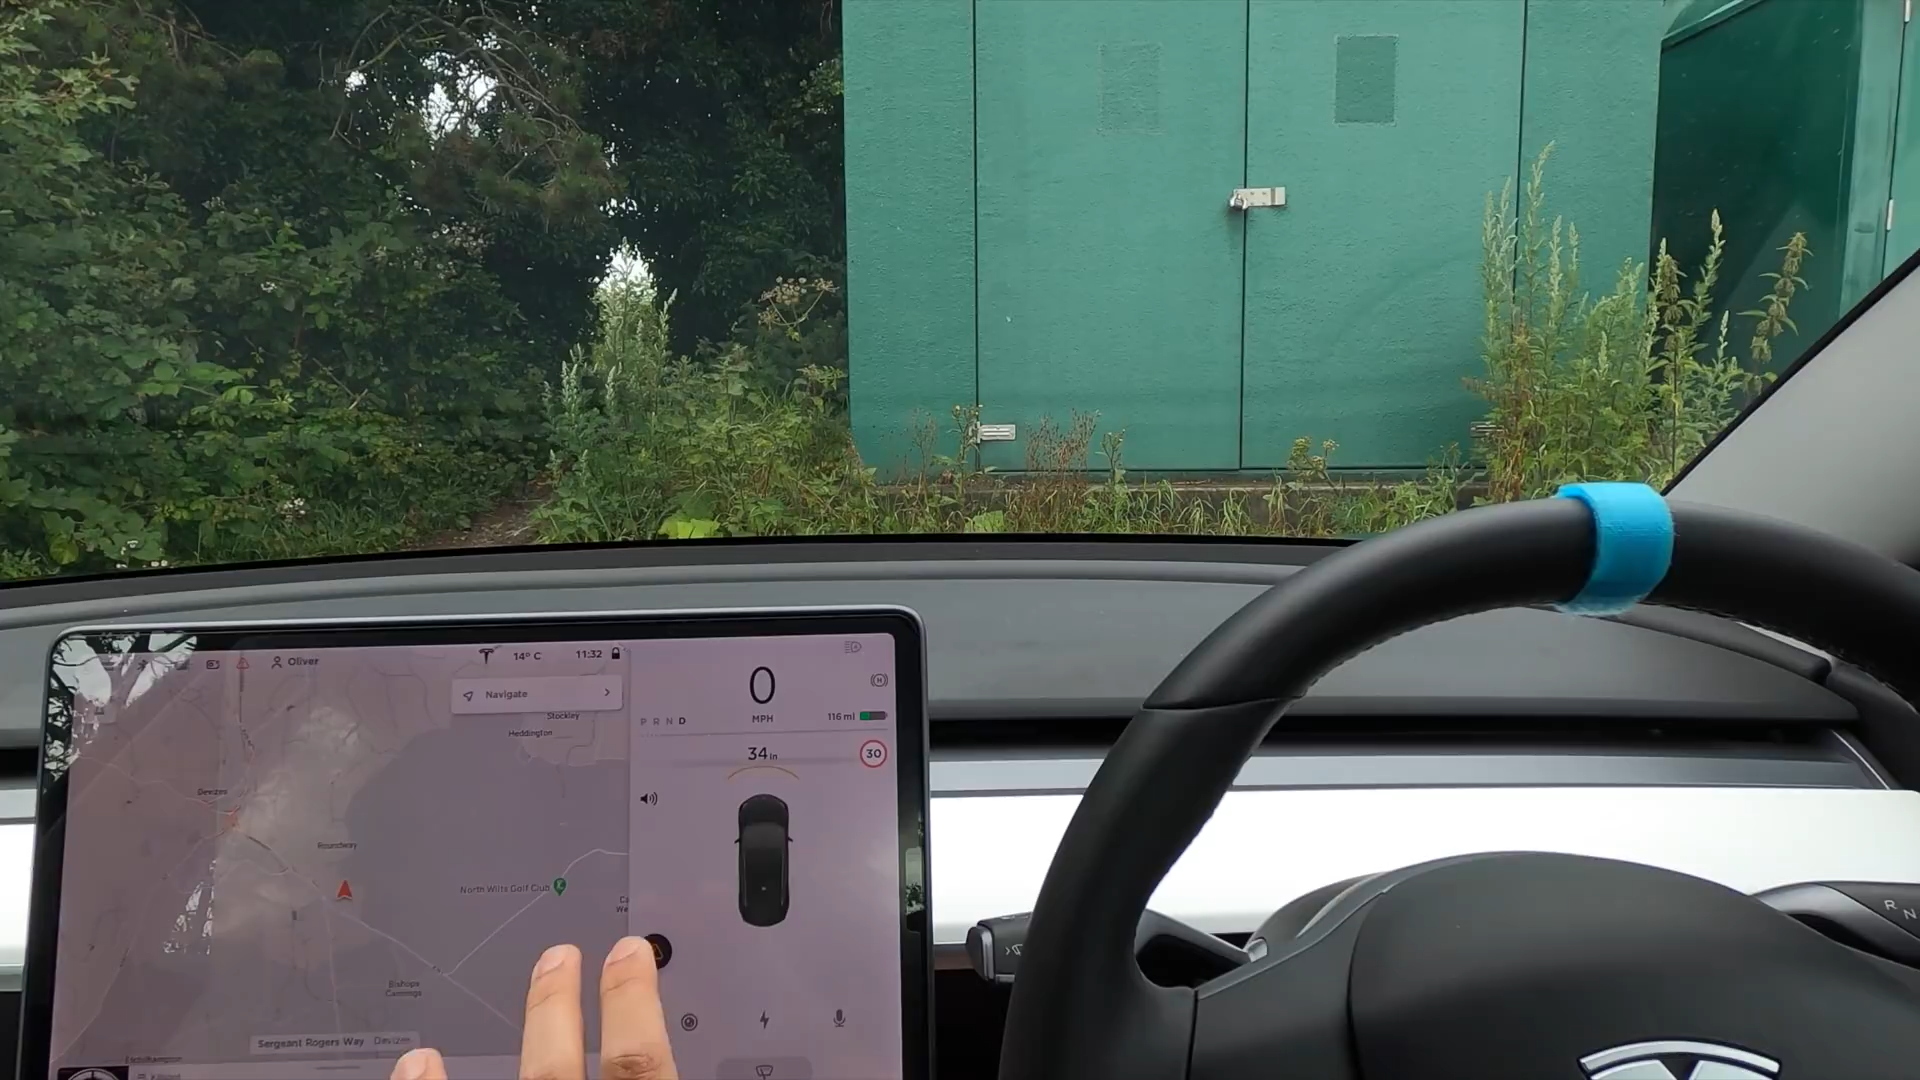 Oliver
14° C
11:32
Navigate
Stockley
Heddington
Devizes
Roundway
North Wilts Golf Club
Bishops
Cannings
Sergeant Rogers Way Devizes
0
MPH
P R N D
116 mi
34 in
30
R
N